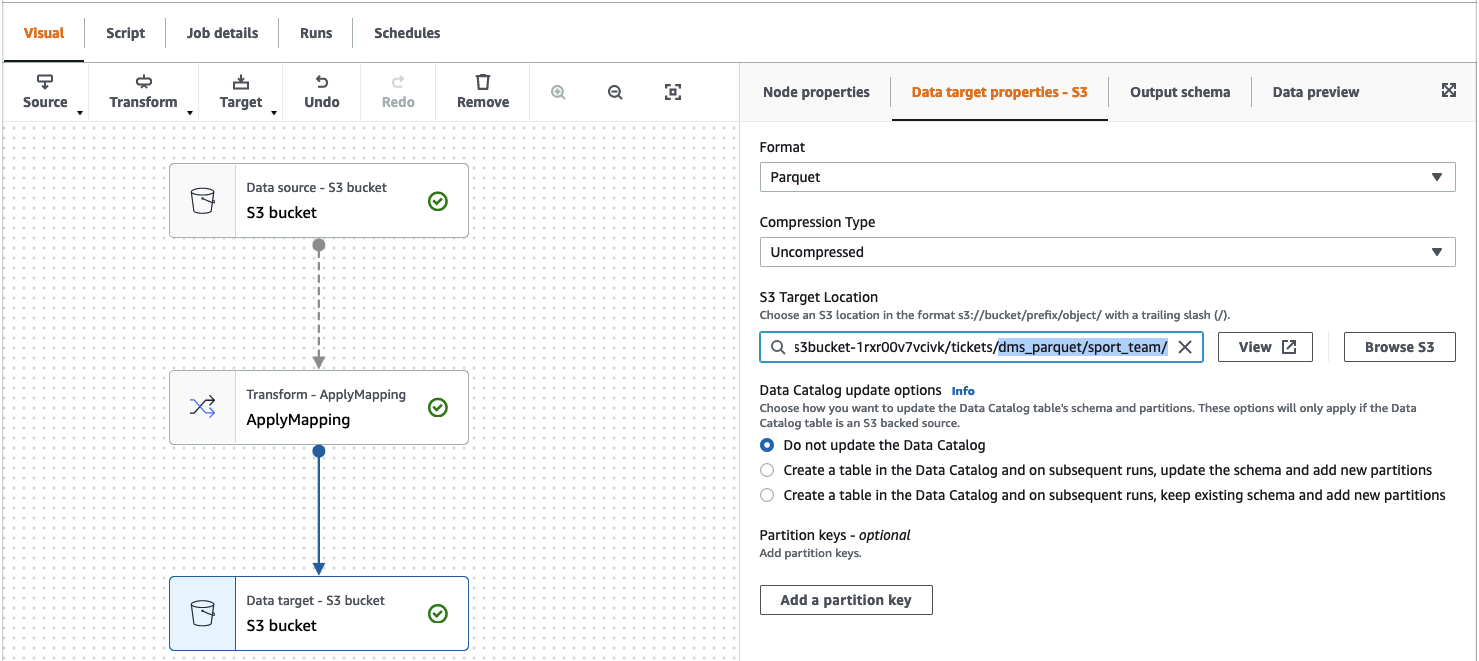 Visual
Script
Job details
Runs
Schedules
Source
Transform
Target
Undo
Redo
Remove
Node properties
Data target properties - S3
Output schema
Data preview
Data source - S3 bucket
S3 bucket
Transform - ApplyMapping
ApplyMapping
Data target - S3 bucket
S3 bucket
Format
Parquet
Compression Type
Uncompressed
S3 Target Location
Choose an S3 location in the format s3://bucket/prefix/object/ with a trailing slash (/).
s3bucket-1rxr00v7vcivk/tickets/dms_parquet/sport_team/
View
Browse S3
Data Catalog update options Info
Choose how you want to update the Data Catalog table's schema and partitions. These options will only apply if the Data
Catalog table is an S3 backed source.
Do not update the Data Catalog
Create a table in the Data Catalog and on subsequent runs, update the schema and add new partitions
Create a table in the Data Catalog and on subsequent runs, keep existing schema and add new partitions
Partition keys - optional
Add partition keys.
Add a partition key